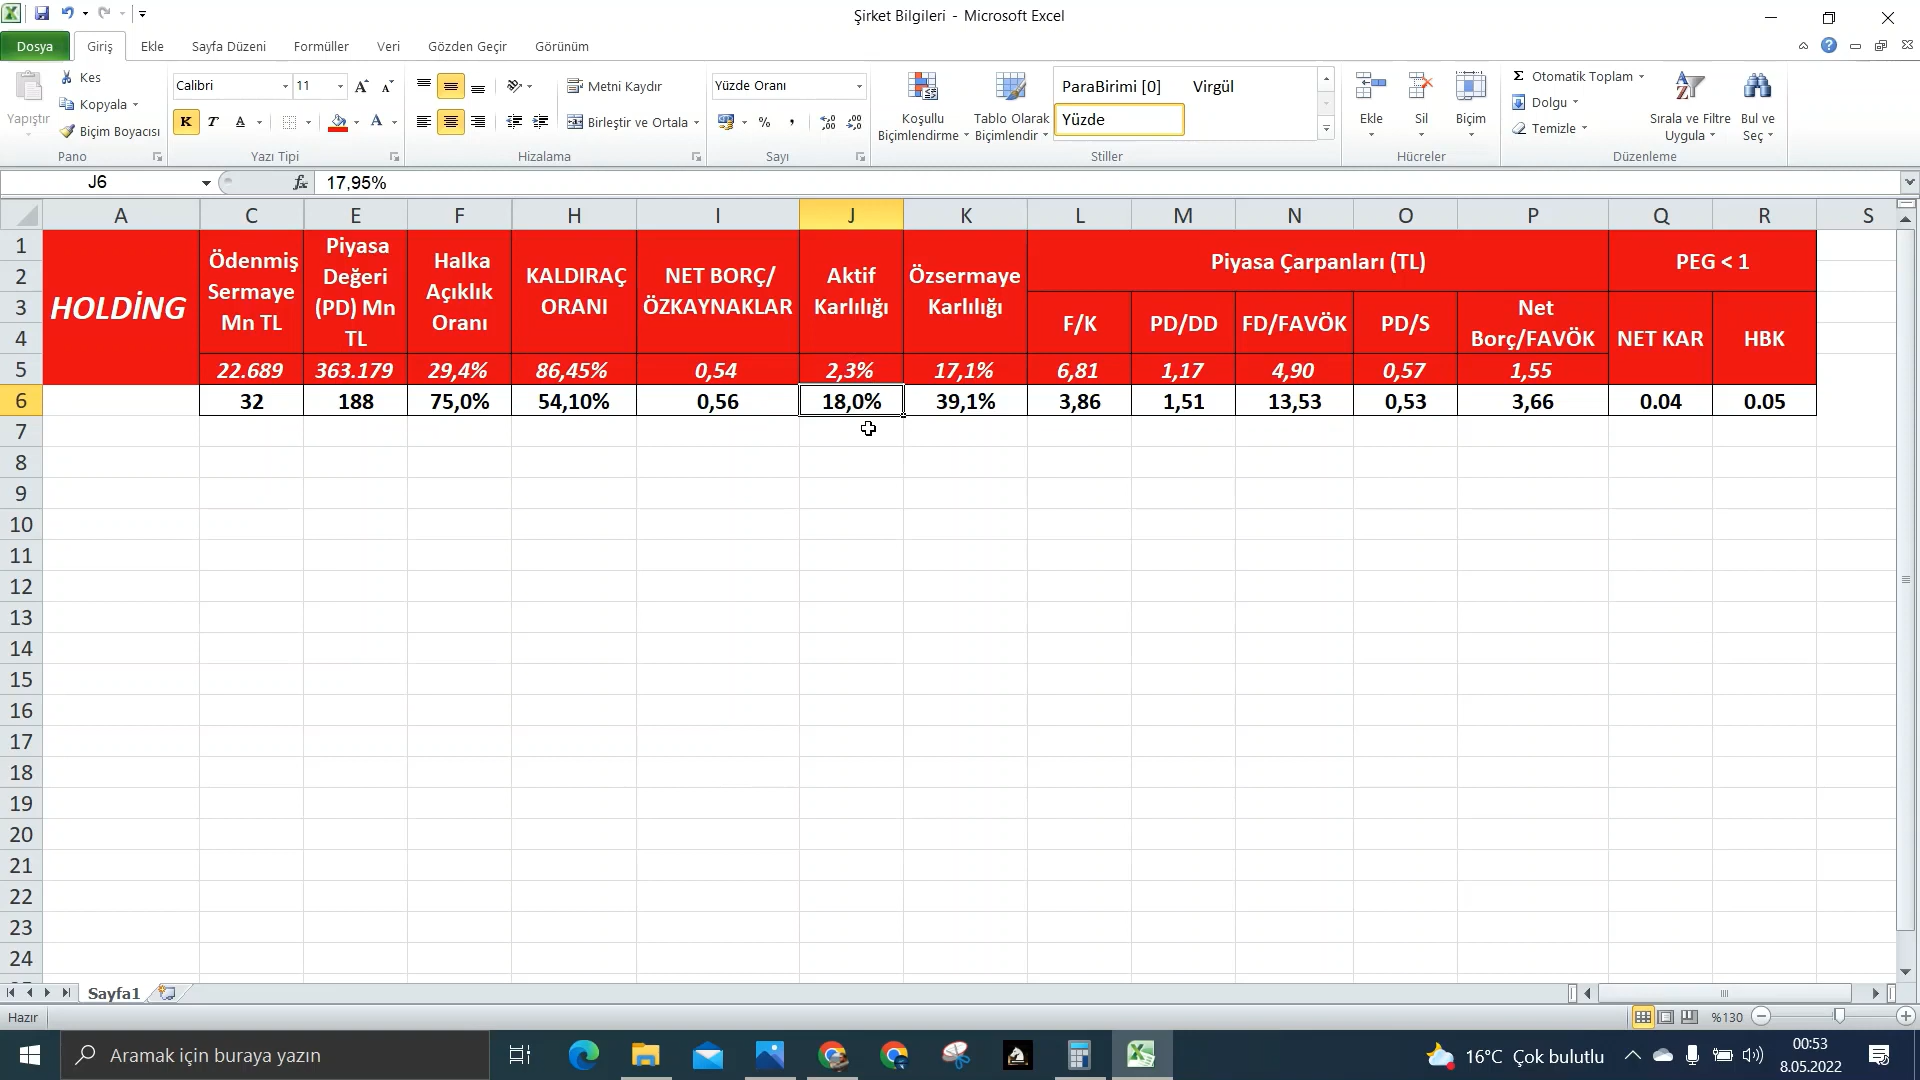 Şirket Bilgileri - Microsoft Excel
Dosya Giriş Ekle Sayfa Düzeni Formüller Veri Gözden Geçir Görünüm
Yapıştır
Kes
Kopyala
Biçim Boyacısı
Pano
Calibri 11
K T A
Yazı Tipi
Metni Kaydır
Birleştir ve Ortala
Hizalama
Yüzde Oranı
%
Sayı
Koşullu
Biçimlendirme
Tablo Olarak
Biçimlendir
ParaBirimi [0] Virgül
Yüzde
Stiller
Ekle Sil Biçim
Hücreler
Σ Otomatik Toplam
Dolgu
Temizle
Sırala ve Filtre
Uygula
Bul ve
Seç
Düzenleme
J6 fx 17,95%
A C E F H I J K L M N O P Q R S
1
2
3
4
5
6
7
8
9
10
11
12
13
14
15
16
17
18
19
20
21
22
23
24
HOLDİNG
Ödenmiş
Sermaye
Mn TL
Piyasa
Değeri
(PD) Mn
TL
Halka
Açıklık
Oranı
KALDIRAÇ
ORANI
NET BORÇ/
ÖZKAYNAKLAR
Aktif
Karlılığı
Özsermaye
Karlılığı
Piyasa Çarpanları (TL)
F/K PD/DD FD/FAVÖK PD/S
Net
Borç/FAVÖK
PEG < 1
NET KAR HBK
22.689 363.179 29,4% 86,45% 0,54 2,3% 17,1% 6,81 1,17 4,90 0,57 1,55
32 188 75,0% 54,10% 0,56 18,0% 39,1% 3,86 1,51 13,53 0,53 3,66 0.04 0.05
Sayfa1
Hazır
%130
Aramak için buraya yazın
16°C Çok bulutlu
00:53
8.05.2022